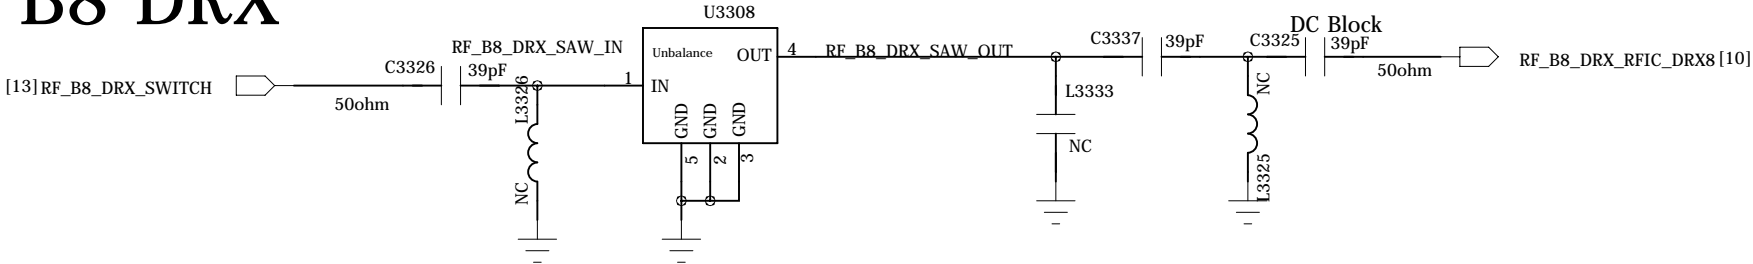 B8 DRX
U3308
DC Block
RF_B8_DRX_SAW_IN
Unbalance
OUT
4
RF_B8_DRX_SAW_OUT
C3337
39pF
C3325
39pF
C3326
39pF
[13] RF_B8_DRX_SWITCH
50ohm
L3326
NC
1
IN
GND
GND
GND
5
2
3
L3333
NC
NC
L3325
50ohm
RF_B8_DRX_RFIC_DRX8 [10]